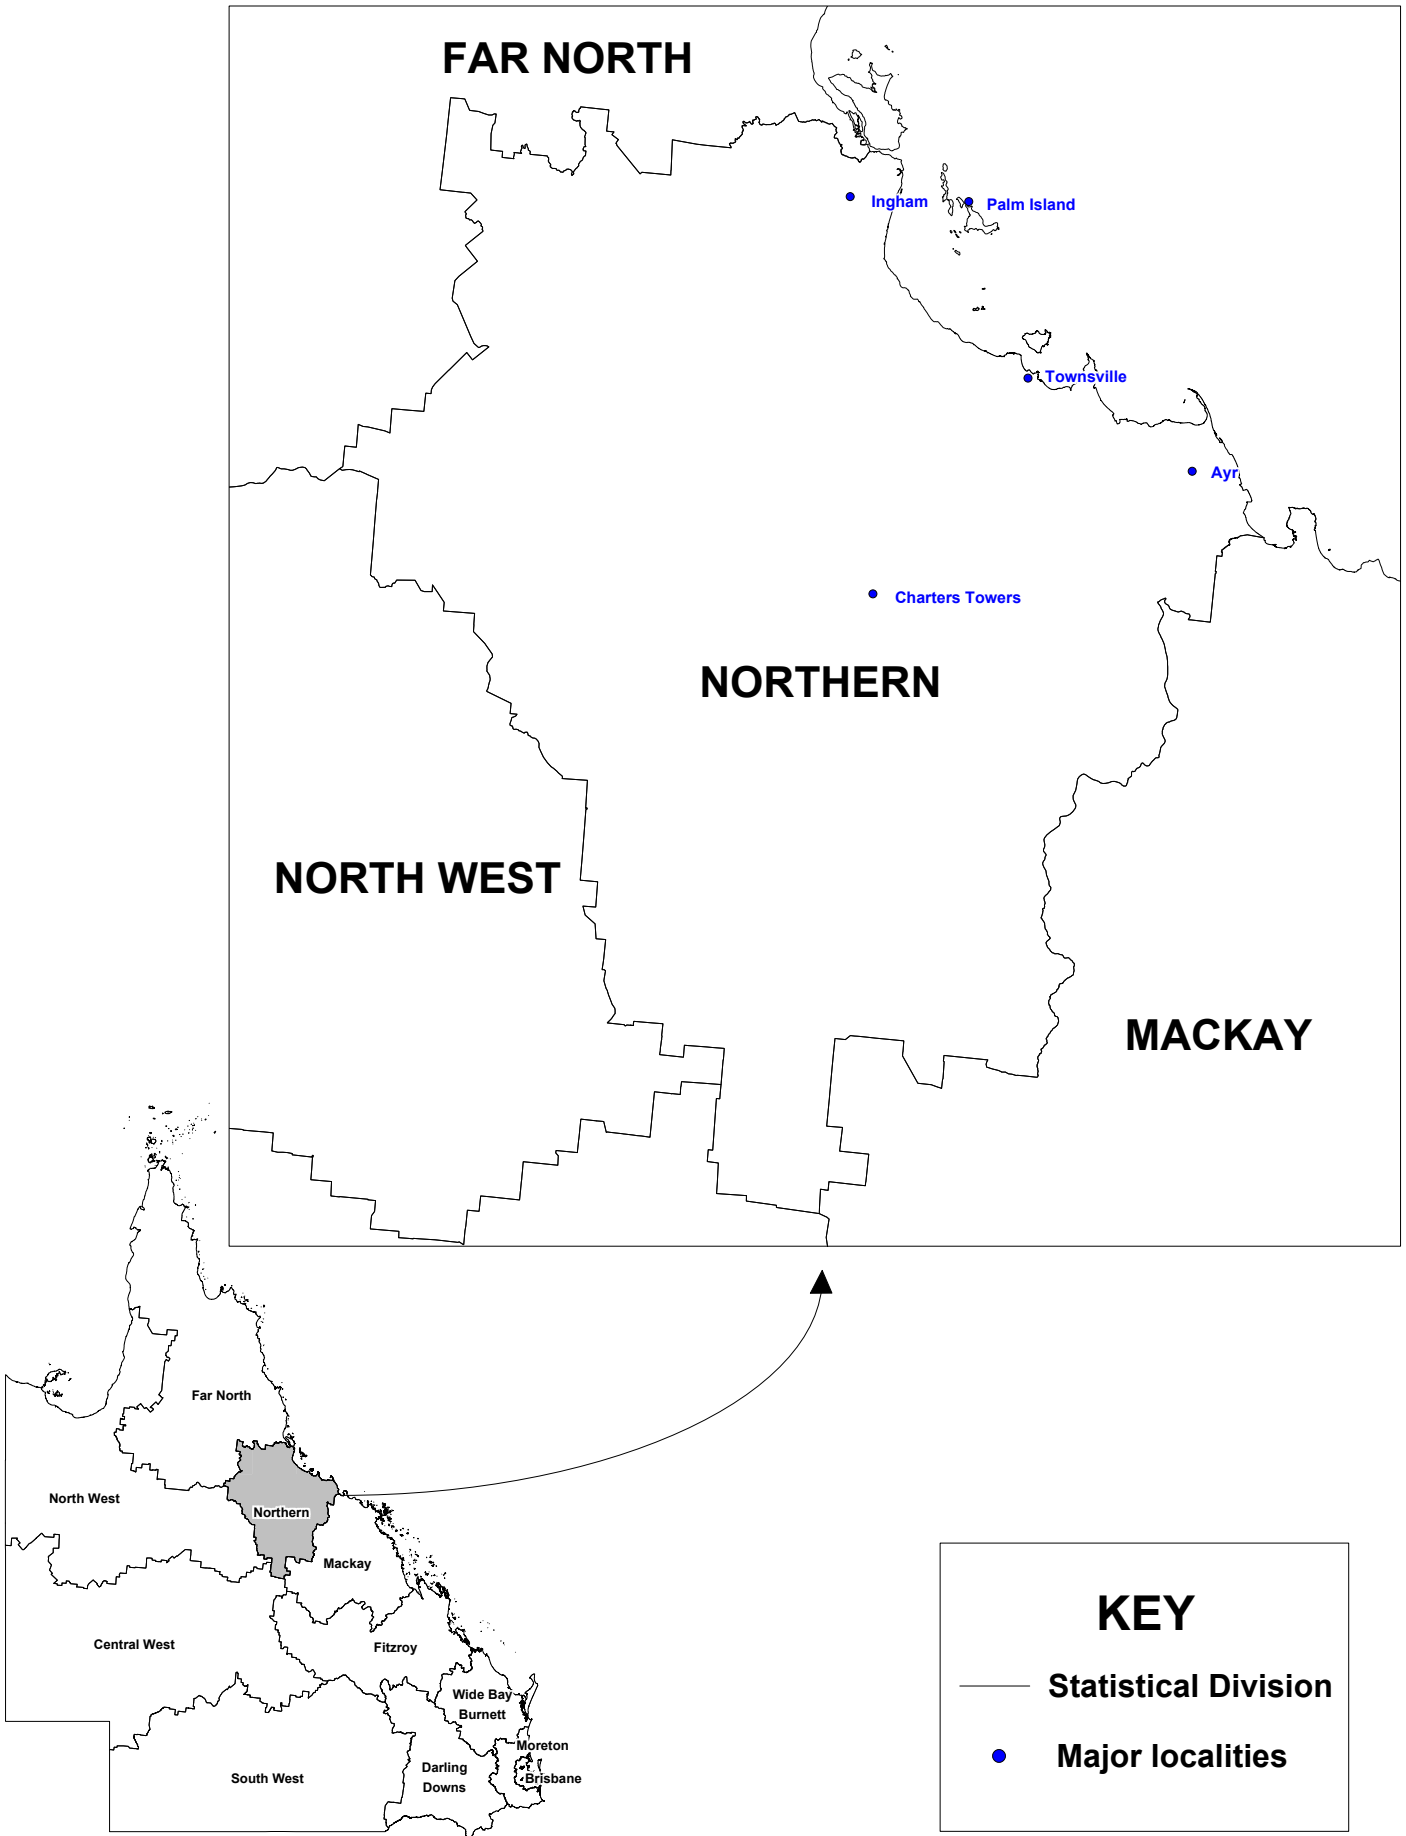 FAR NORTH
Ingham
Palm Island
Townsville
Ayr
Charters Towers
NORTHERN
NORTH WEST
MACKAY
Far North
North West
Northern
Mackay
Central West
Fitzroy
Wide Bay
Burnett
Moreton
Brisbane
Darling
Downs
South West
KEY
Statistical Division
Major localities